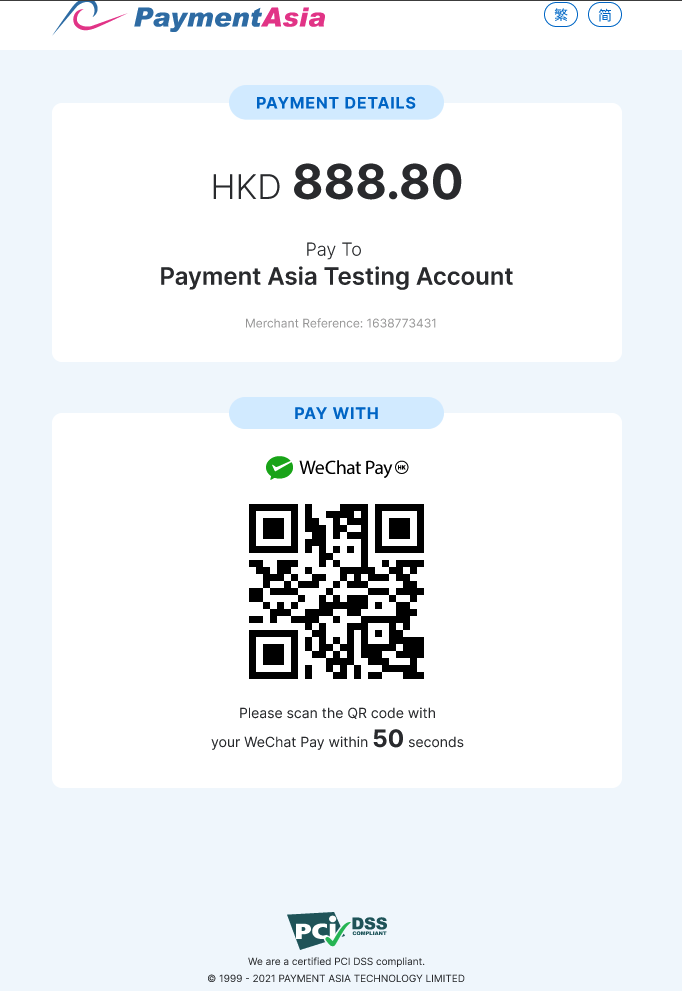 PaymentAsia
繁 简
PAYMENT DETAILS
HKD 888.80
Pay To
Payment Asia Testing Account
Merchant Reference: 1638773431
PAY WITH
WeChat Pay HK
Please scan the QR code with
your WeChat Pay within 50 seconds
PCI DSS
COMPLIANT
We are a certified PCI DSS compliant.
© 1999 - 2021 PAYMENT ASIA TECHNOLOGY LIMITED